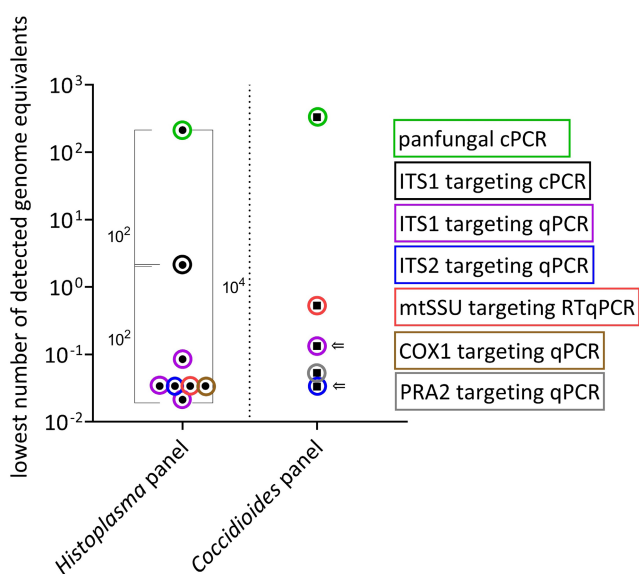 lowest number of detected genome equivalents
10³
10²
10¹
10⁰
10⁻¹
10⁻²
10²
10²
10⁴
⇐
⇐
Histoplasma panel
Coccidioides panel
panfungal cPCR
ITS1 targeting cPCR
ITS1 targeting qPCR
ITS2 targeting qPCR
mtSSU targeting RTqPCR
COX1 targeting qPCR
PRA2 targeting qPCR